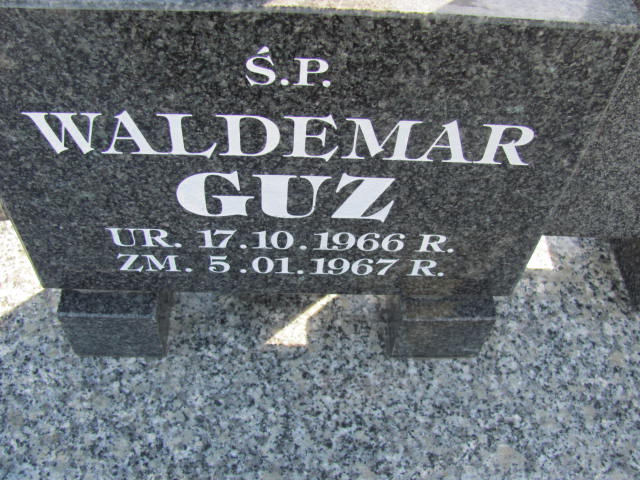 Ś.P.
WALDEMAR
GUZ
UR. 17.10.1966 R.
ZM. 5.01.1967 R.